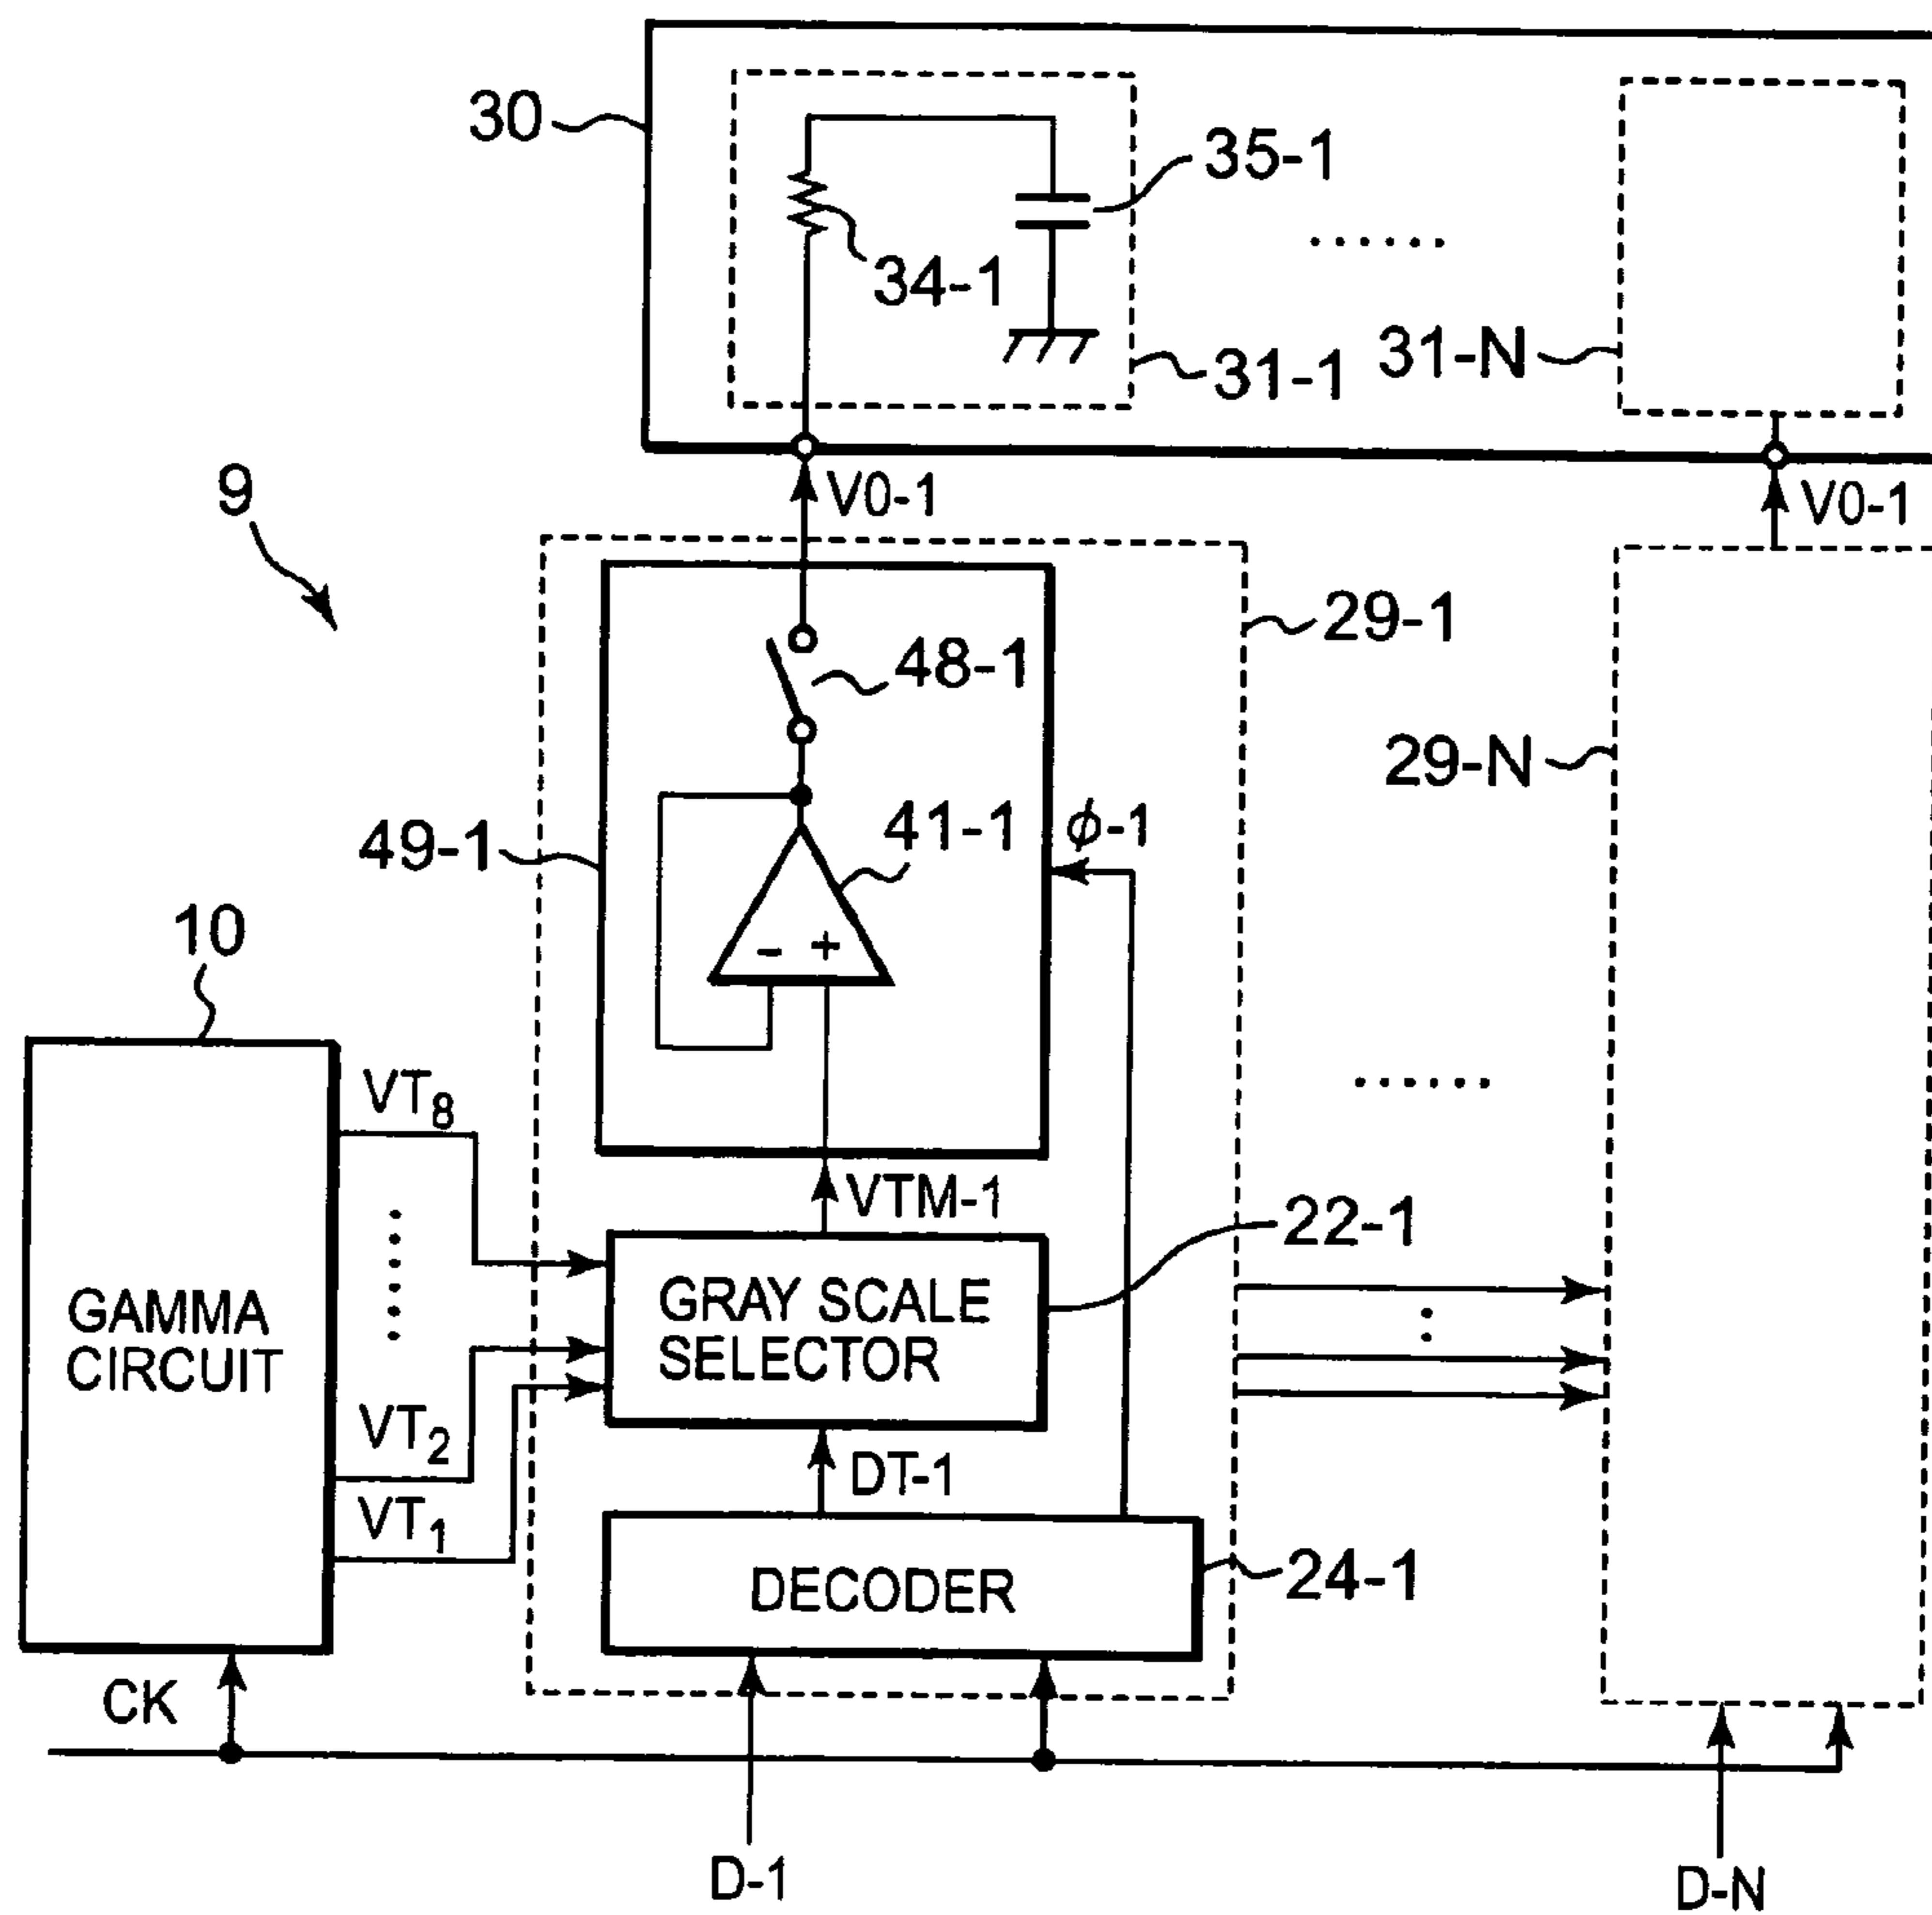 30
35-1
34-1
31-1
31-N
9
V0-1
V0-1
29-1
48-1
29-N
49-1
41-1
ϕ-1
- +
10
VT8
VTM-1
22-1
GAMMA
CIRCUIT
GRAY SCALE
SELECTOR
VT2
DT-1
VT1
DECODER
24-1
CK
D-1
D-N